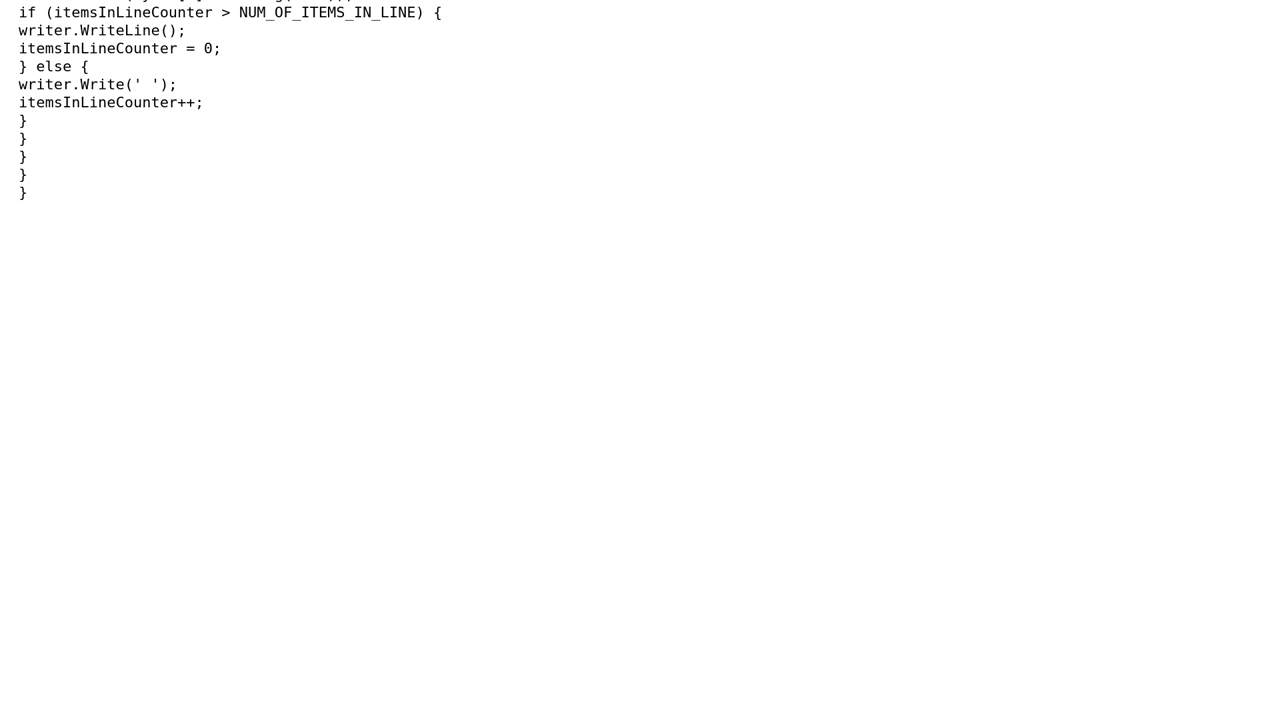 if (itemsInLineCounter > NUM_OF_ITEMS_IN_LINE) {
writer.WriteLine();
itemsInLineCounter = 0;
} else {
writer.Write(' ');
itemsInLineCounter++;
}
}
}
}
}